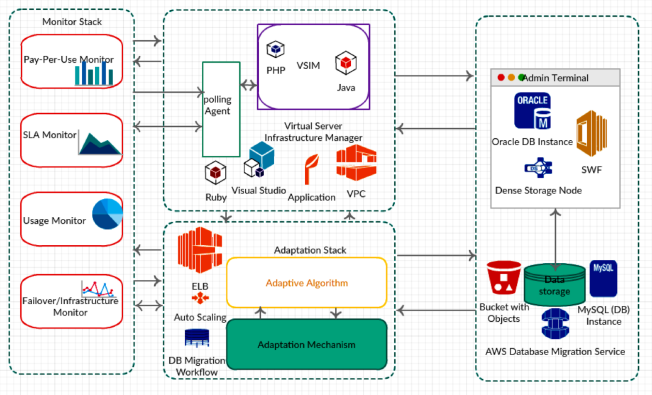 Monitor Stack
Pay-Per-Use Monitor
SLA Monitor
Usage Monitor
Failover/Infrastructure
Monitor
polling
Agent
PHP
VSIM
Java
Virtual Server
Infrastructure Manager
Ruby
Visual Studio
Application
VPC
Adaptation Stack
ELB
Auto Scaling
DB Migration
Workflow
Adaptive Algorithm
Adaptation Mechanism
Admin Terminal
ORACLE
M
Oracle DB Instance
SWF
Dense Storage Node
Bucket with
Objects
Data
storage
MySQL
MySQL (DB)
Instance
AWS Database Migration Service